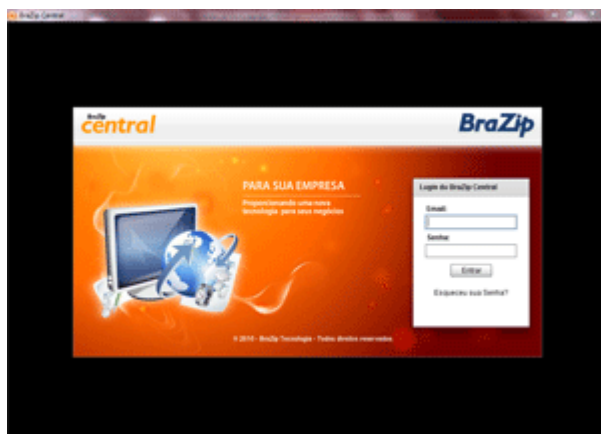 BraZip Central
BraZip
central
BraZip
PARA SUA EMPRESA
Proporcionando uma nova
tecnologia para seus negócios
Login do BraZip Central
Email:
Senha:
Entrar
Esqueceu sua Senha?
© 2010 - BraZip Tecnologia - Todos direitos reservados.